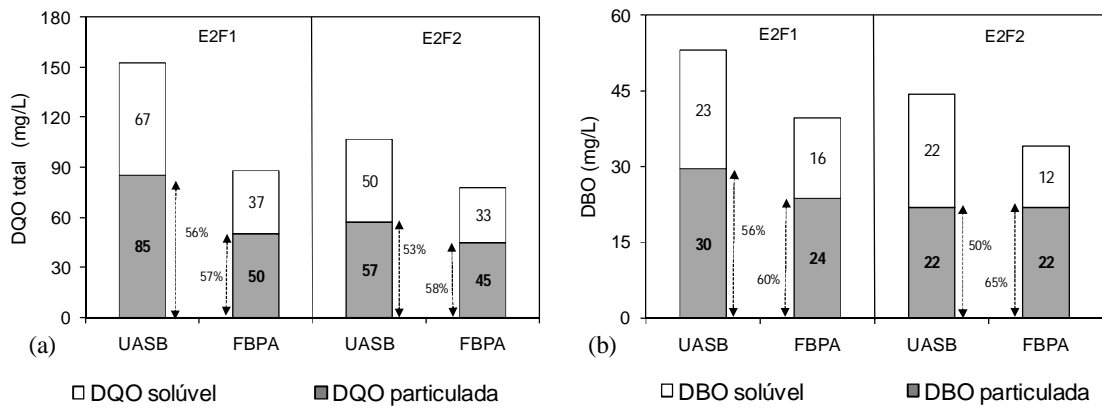 180
150
120
90
60
30
0
DQO total (mg/L)
E2F1
E2F2
67
85
56%
37
50
57%
50
57
53%
33
45
58%
UASB
FBPA
UASB
FBPA
(a)
DQO solúvel
DQO particulada
60
45
30
15
0
DBO (mg/L)
E2F1
E2F2
23
30
56%
16
24
60%
22
22
50%
12
22
65%
UASB
FBPA
UASB
FBPA
(b)
DBO solúvel
DBO particulada